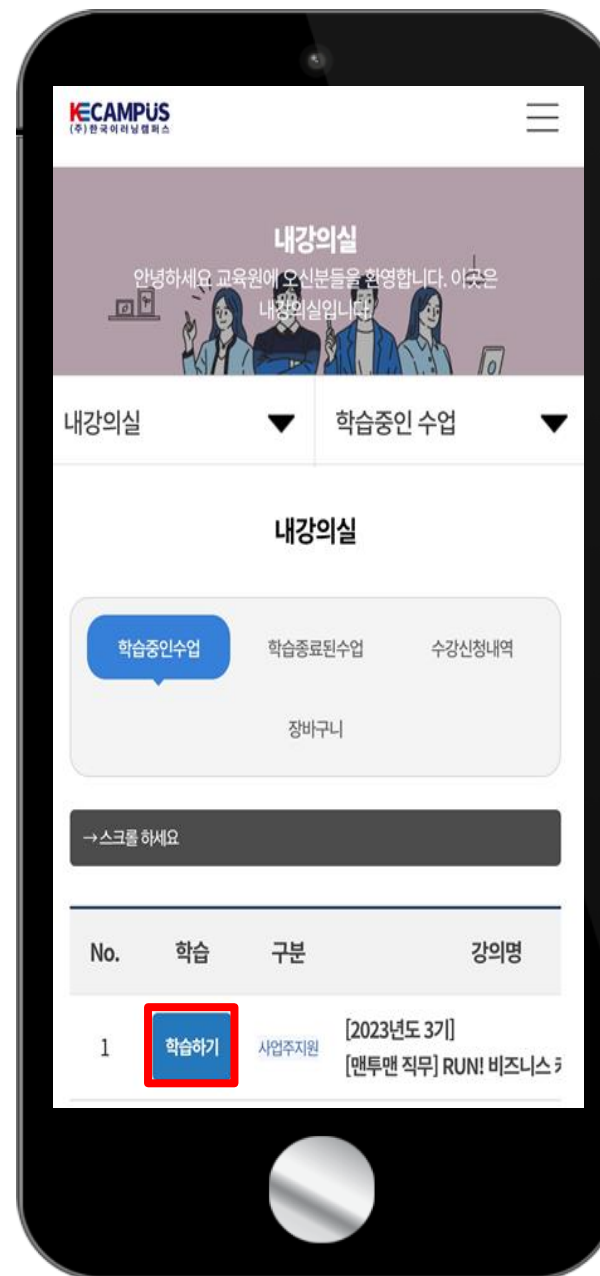 KECAMPUS
(주)한국이러닝캠퍼스
내강의실
안녕하세요 교육원에 오신분들을 환영합니다. 이곳은
내강의실입니다.
내강의실 학습중인 수업
내강의실
학습중인수업 학습종료된수업 수강신청내역
장바구니
→스크롤 하세요
No. 학습 구분 강의명
1 학습하기 사업주지원 [2023년도 3기]
[맨투맨 직무] RUN! 비즈니스